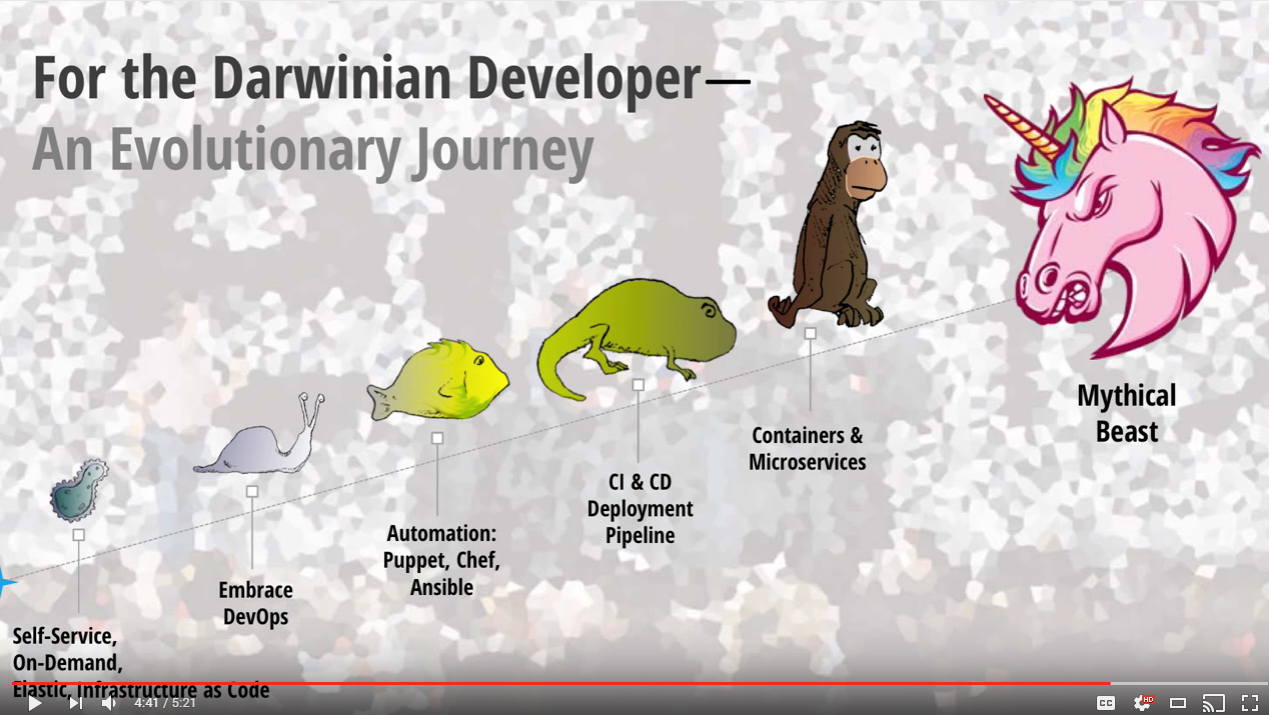 For the Darwinian Developer—
An Evolutionary Journey
Mythical
Beast
Containers &
Microservices
CI & CD
Deployment
Pipeline
Automation:
Puppet, Chef,
Ansible
Embrace
DevOps
Self-Service,
On-Demand,
Elastic, Infrastructure as Code
4:41 / 5:21
CC
HD